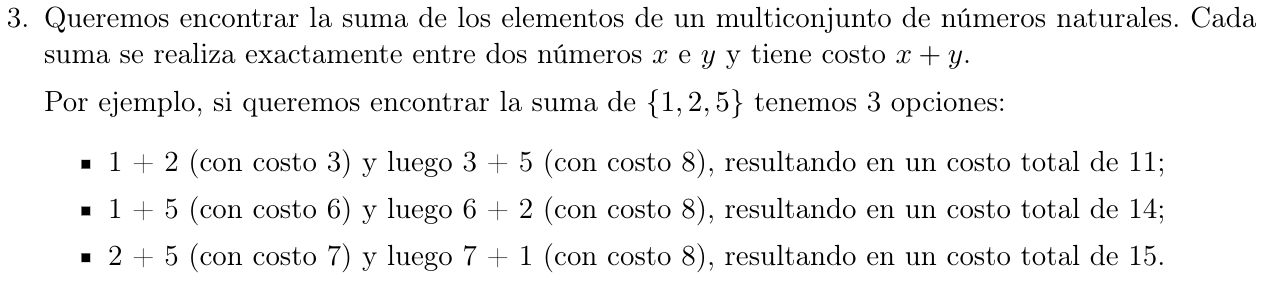 3. Queremos encontrar la suma de los elementos de un multiconjunto de números naturales. Cada
suma se realiza exactamente entre dos números x e y y tiene costo x + y.
Por ejemplo, si queremos encontrar la suma de {1, 2, 5} tenemos 3 opciones:
▪ 1 + 2 (con costo 3) y luego 3 + 5 (con costo 8), resultando en un costo total de 11;
▪ 1 + 5 (con costo 6) y luego 6 + 2 (con costo 8), resultando en un costo total de 14;
▪ 2 + 5 (con costo 7) y luego 7 + 1 (con costo 8), resultando en un costo total de 15.